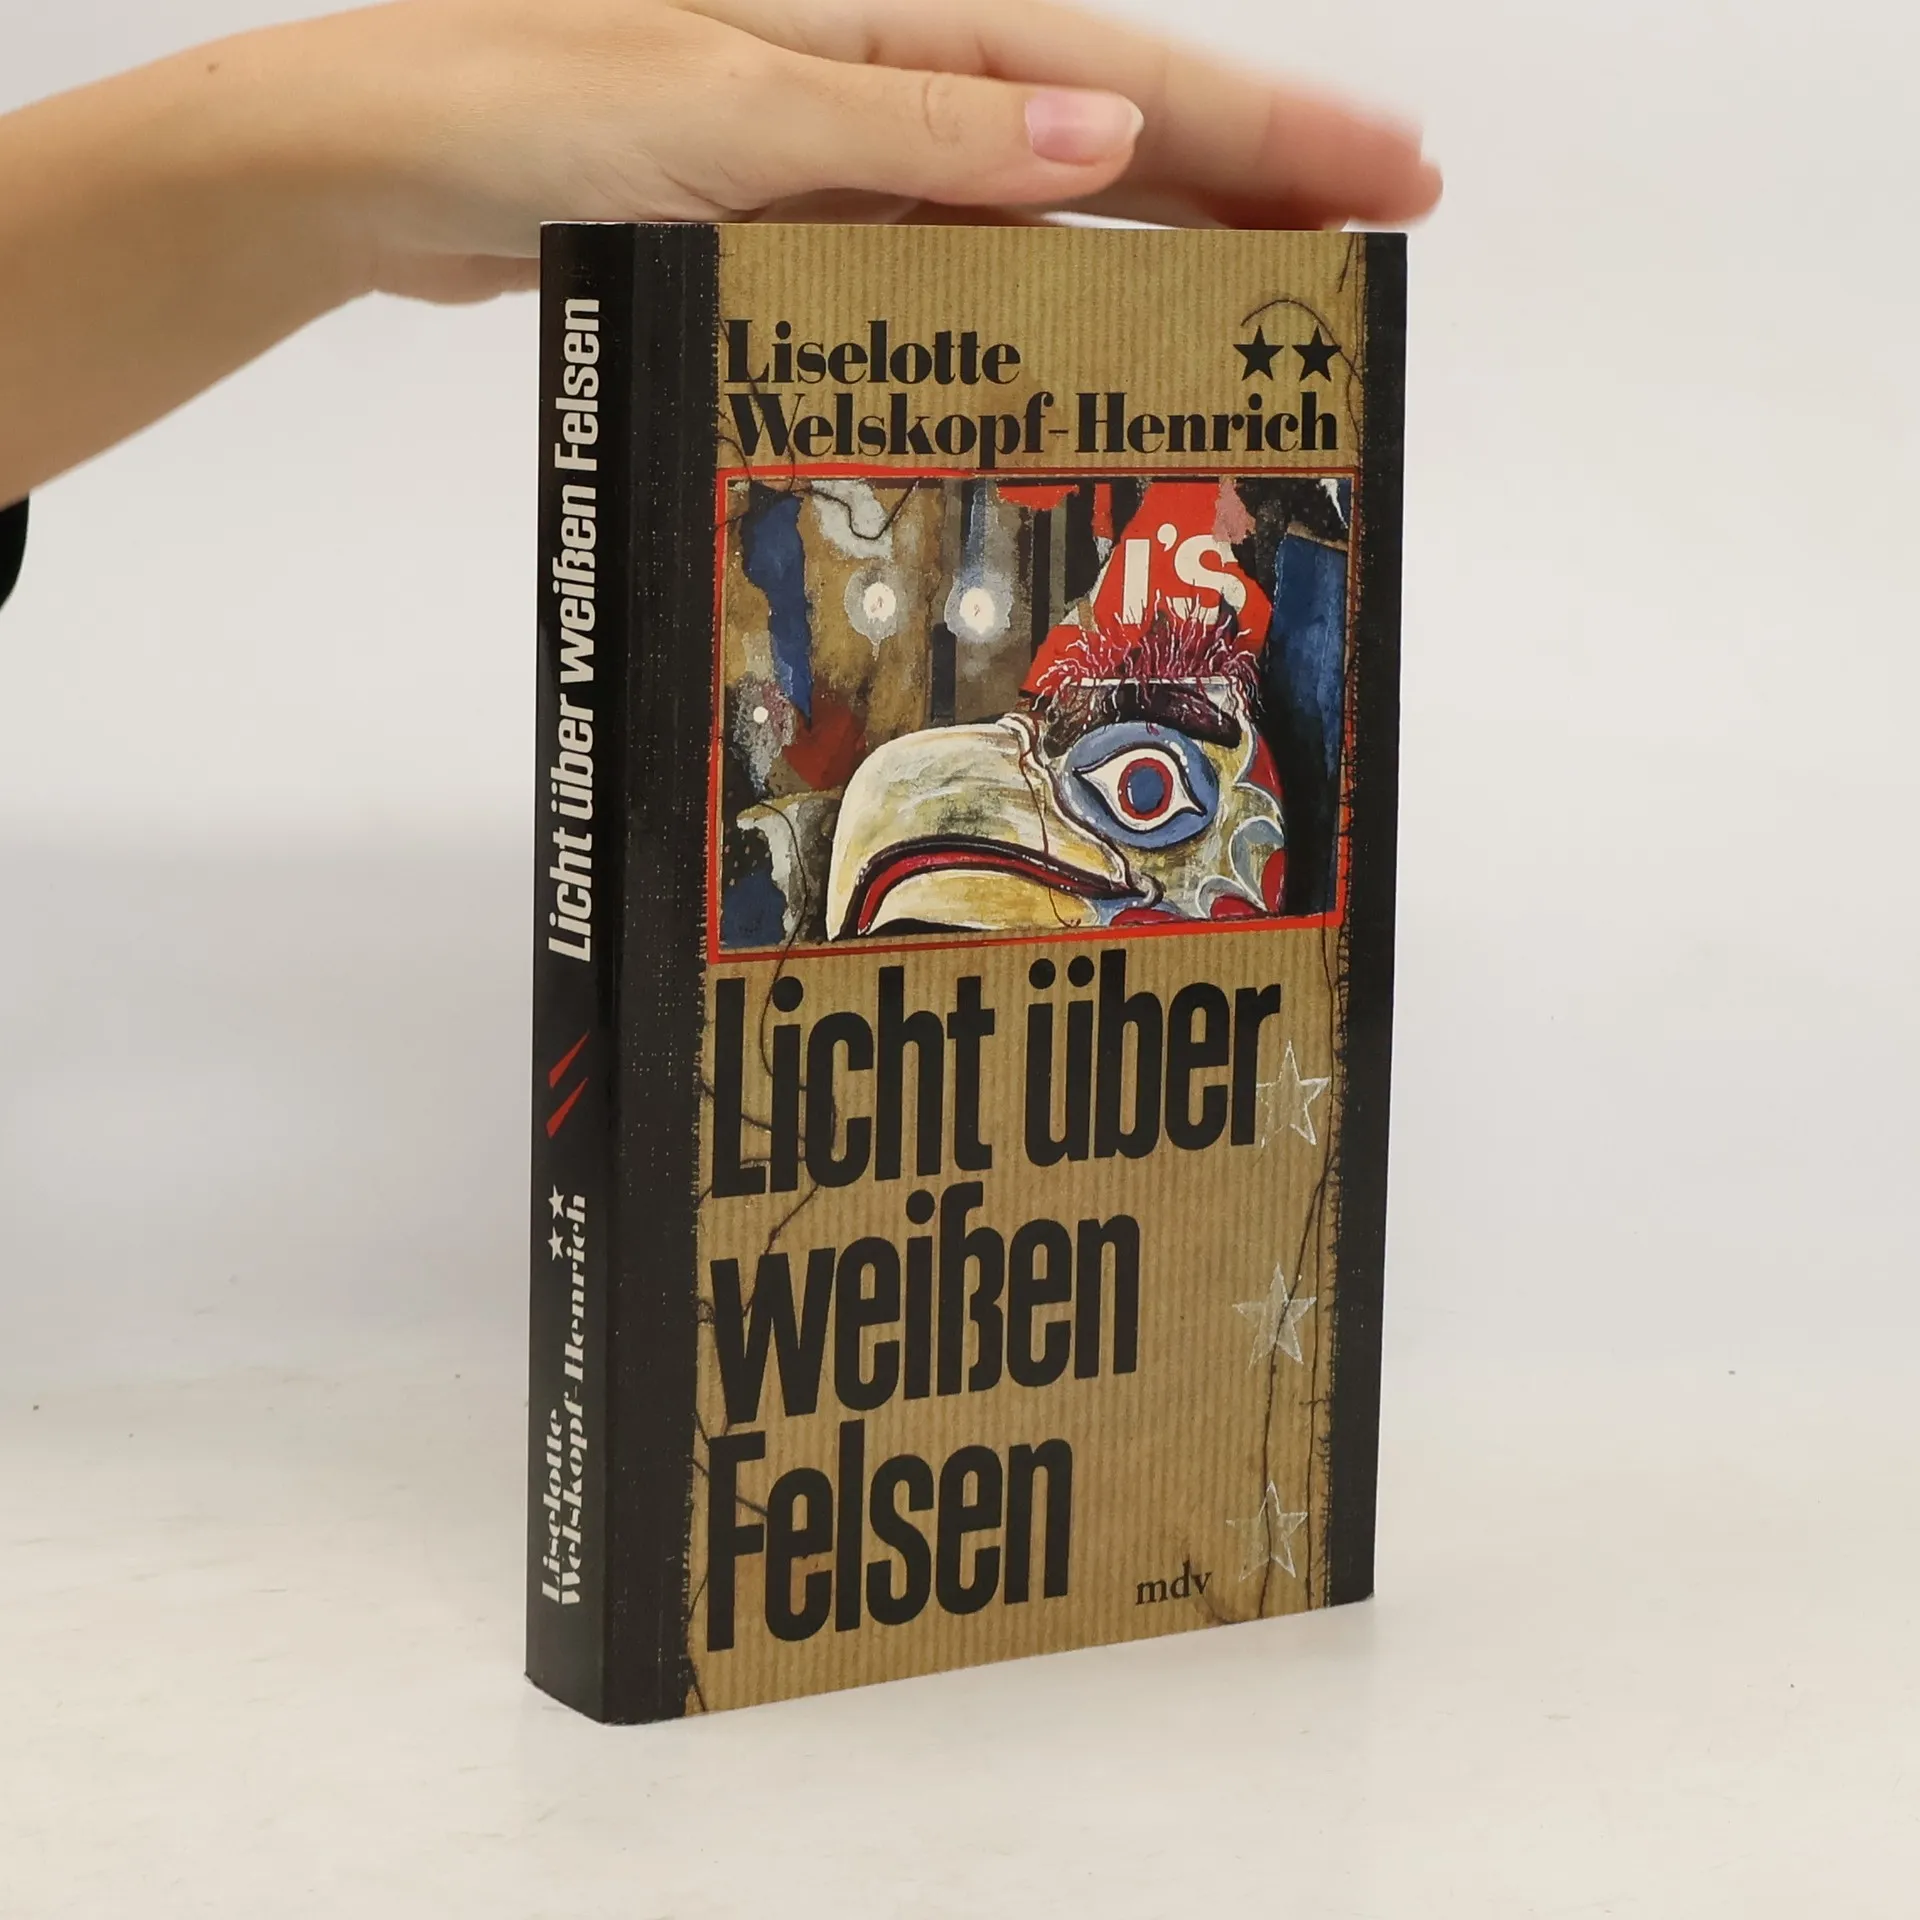 Liselotte
Welskopf-Henrich
I'S
Licht über
weißen
Felsen
mdv
Licht über weißen Felsen
Liselotte
Welskopf-Henrich